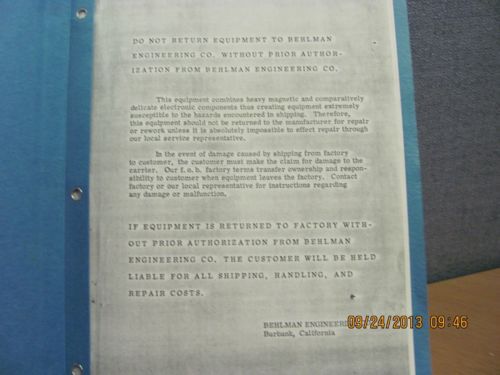 DO NOT RETURN EQUIPMENT TO BEHLMAN
ENGINEERING CO. WITHOUT PRIOR AUTHOR-
IZATION FROM BEHLMAN ENGINEERING CO.
This equipment combines heavy magnetic and comparatively
delicate electronic components thus creating equipment extremely
susceptible to the hazards encountered in shipping. Therefore,
this equipment should not be returned to the manufacturer for repair
or rework unless it is absolutely impossible to effect repair through
our local service representative.
In the event of damage caused by shipping from factory
to customer, the customer must make the claim for damage to the
carrier. Our f.o.b. factory terms transfer ownership and respon-
sibility to customer when equipment leaves the factory. Contact
factory or our local representative for instructions regarding
any damage or malfunction.
IF EQUIPMENT IS RETURNED TO FACTORY WITH-
OUT PRIOR AUTHORIZATION FROM BEHLMAN
ENGINEERING CO. THE CUSTOMER WILL BE HELD
LIABLE FOR ALL SHIPPING, HANDLING, AND
REPAIR COSTS.
BEHLMAN ENGINEERI
Burbank, California
09/24/2013 09:46